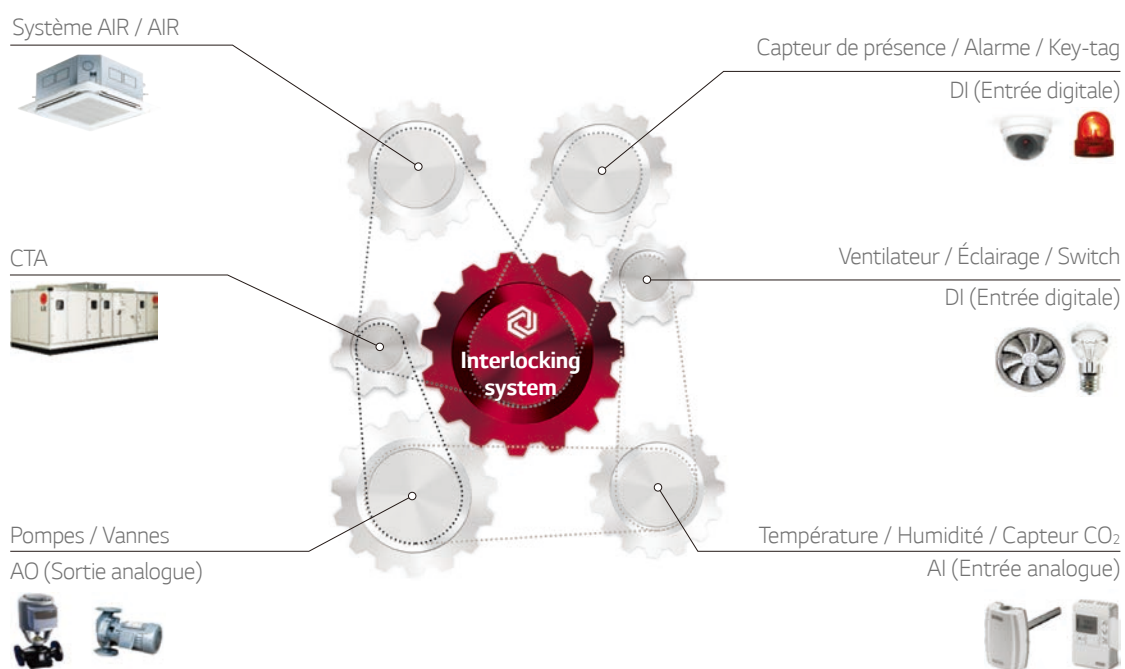 Système AIR / AIR
Capteur de présence / Alarme / Key-tag
DI (Entrée digitale)
CTA
Ventilateur / Éclairage / Switch
DI (Entrée digitale)
Interlocking
system
Pompes / Vannes
AO (Sortie analogue)
Température / Humidité / Capteur CO₂
AI (Entrée analogue)